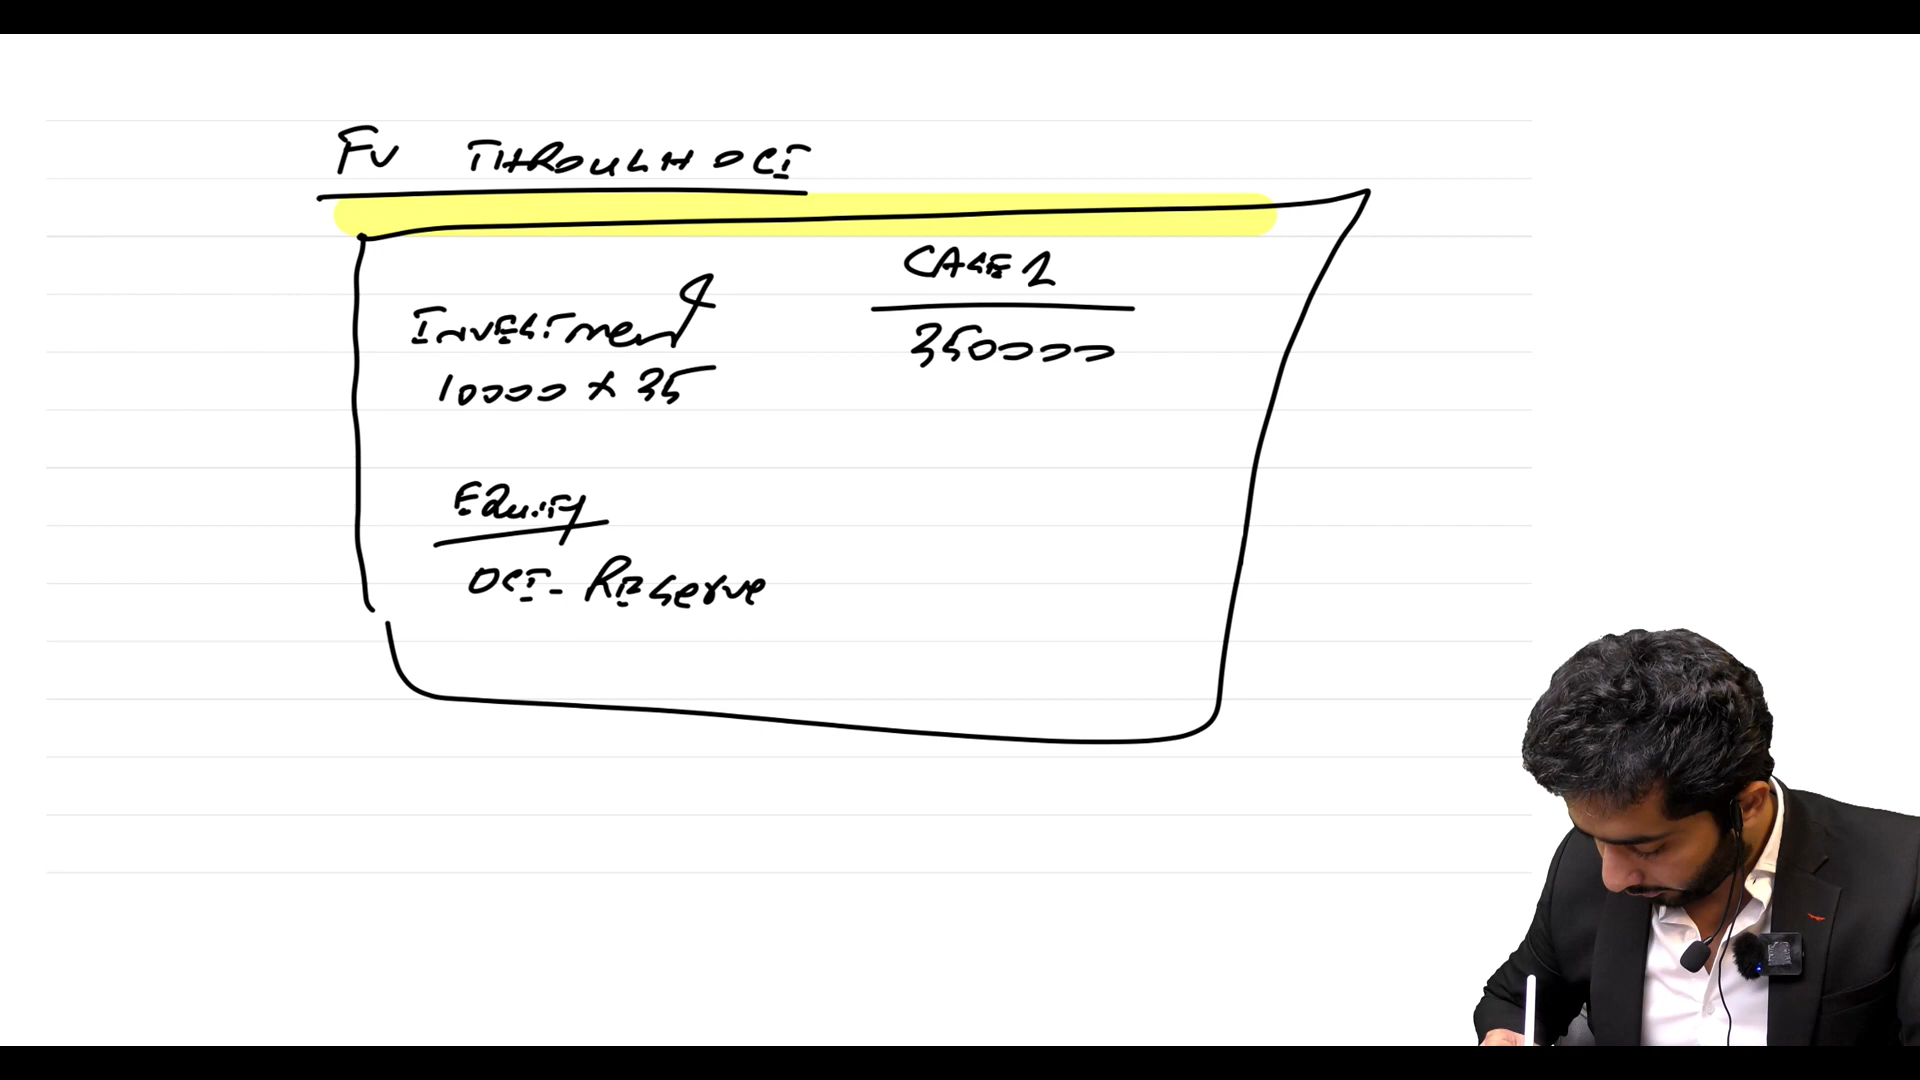 FV THROUGH OCI
CASE 1
Investment
350000
10000 x 35
Equity
OCI - Reserve